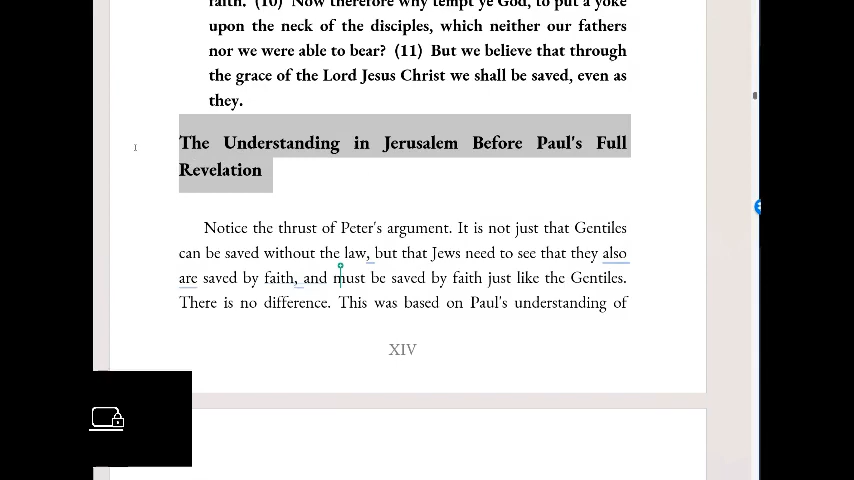 faith. (10) Now therefore why tempt ye God, to put a yoke
upon the neck of the disciples, which neither our fathers
nor we were able to bear? (11) But we believe that through
the grace of the Lord Jesus Christ we shall be saved, even as
they.
The Understanding in Jerusalem Before Paul's Full
Revelation
Notice the thrust of Peter's argument. It is not just that Gentiles
can be saved without the law, but that Jews need to see that they also
are saved by faith, and must be saved by faith just like the Gentiles.
There is no difference. This was based on Paul's understanding of
XIV